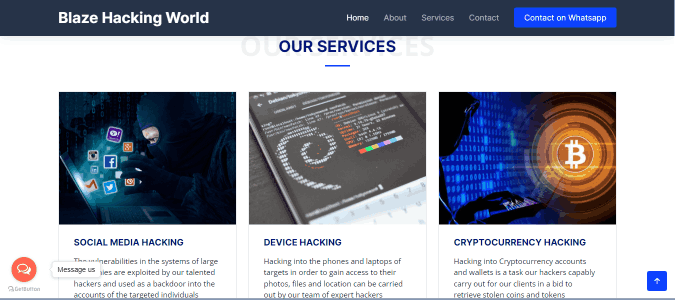 Blaze Hacking World
Home About Services Contact Contact on Whatsapp
OUR SERVICES
SOCIAL MEDIA HACKING
The vulnerabilities in the systems of large
are exploited by our talented
hackers and used as a backdoor into the
accounts of the targeted individuals
DEVICE HACKING
Hacking into the phones and laptops of
targets in order to gain access to their
photos, files and location can be carried
out by our team of expert hackers
CRYPTOCURRENCY HACKING
Hacking into Cryptocurrency accounts
and wallets is a task our hackers capably
carry out for our clients in a bid to
retrieve stolen coins and tokens
Message us
GetButton